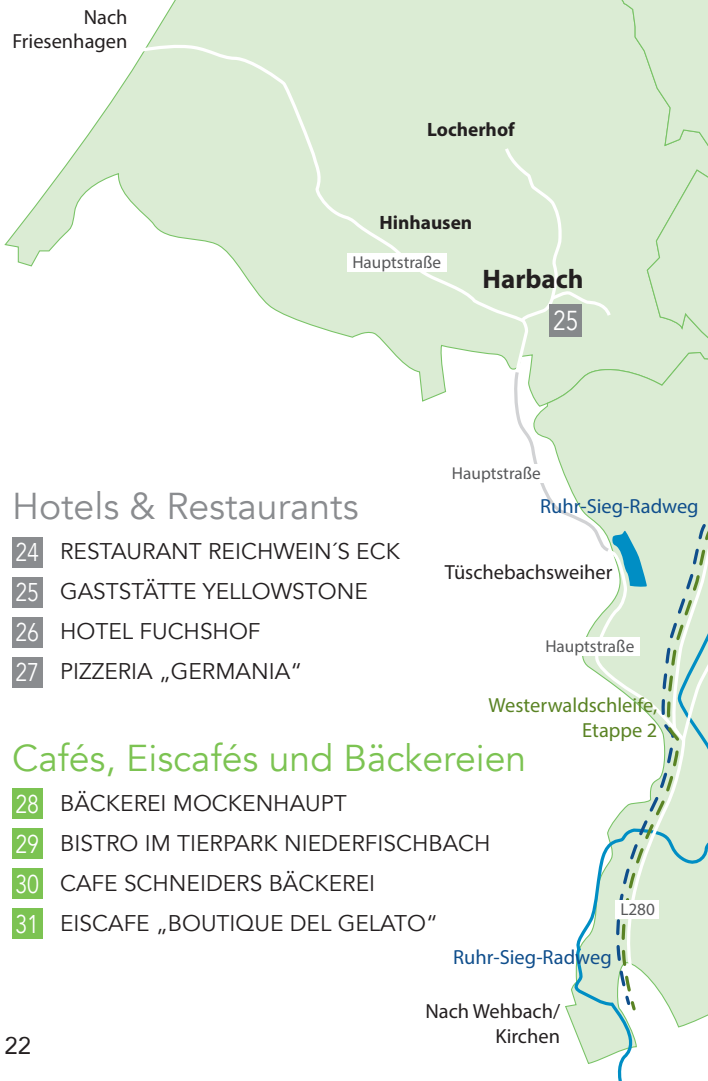 Nach
Friesenhagen
Locherhof
Hinhausen
Hauptstraße
Harbach
25
Hauptstraße
Ruhr-Sieg-Radweg
Tüschebachsweiher
Hauptstraße
Westerwaldschleife,
Etappe 2
Hotels & Restaurants
24 RESTAURANT REICHWEIN´S ECK
25 GASTSTÄTTE YELLOWSTONE
26 HOTEL FUCHSHOF
27 PIZZERIA „GERMANIA“
Cafés, Eiscafés und Bäckereien
28 BÄCKEREI MOCKENHAUPT
29 BISTRO IM TIERPARK NIEDERFISCHBACH
30 CAFE SCHNEIDERS BÄCKEREI
31 EISCAFE „BOUTIQUE DEL GELATO“
L280
Ruhr-Sieg-Radweg
Nach Wehbach/
Kirchen
22